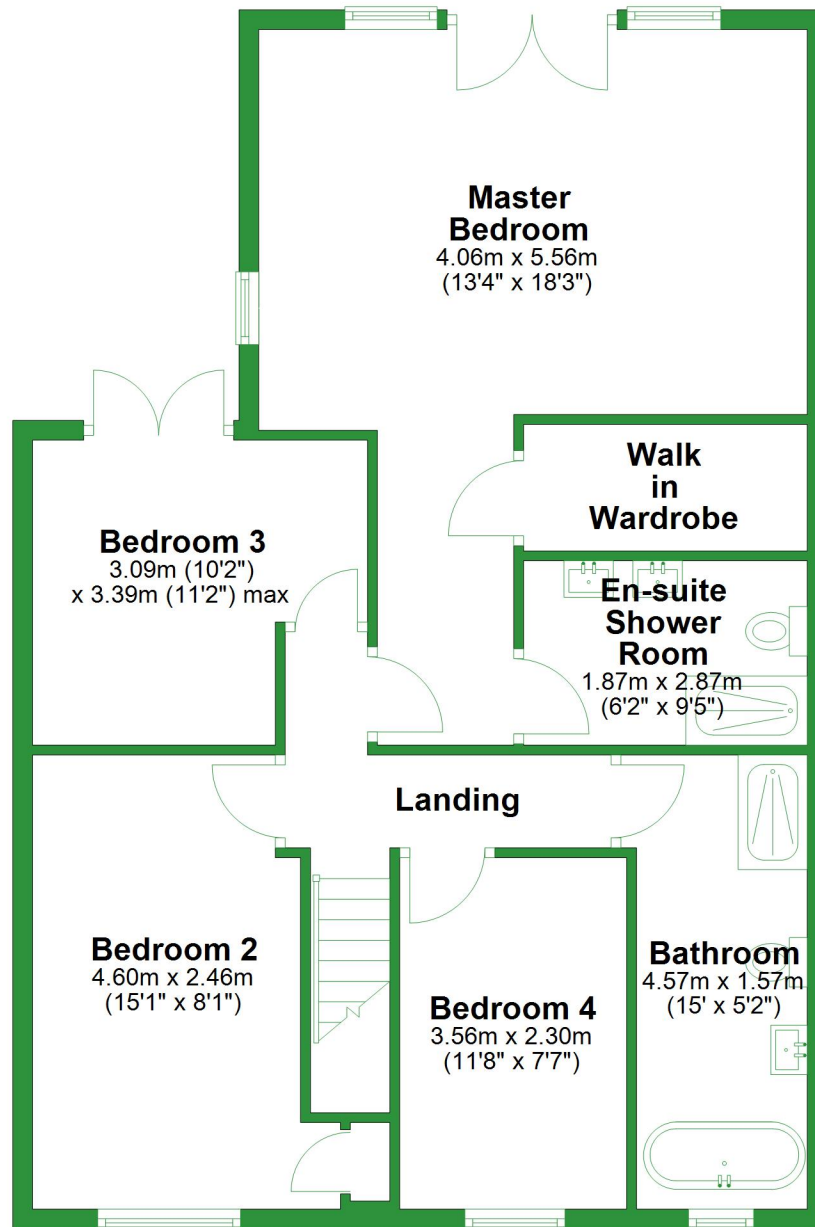 Master
Bedroom
4.06m x 5.56m
(13'4" x 18'3")
Walk
in
Wardrobe
Bedroom 3
3.09m (10'2")
x 3.39m (11'2") max
En-suite
Shower
Room
1.87m x 2.87m
(6'2" x 9'5")
Landing
Bedroom 2
4.60m x 2.46m
(15'1" x 8'1")
Bathroom
4.57m x 1.57m
(15' x 5'2")
Bedroom 4
3.56m x 2.30m
(11'8" x 7'7")